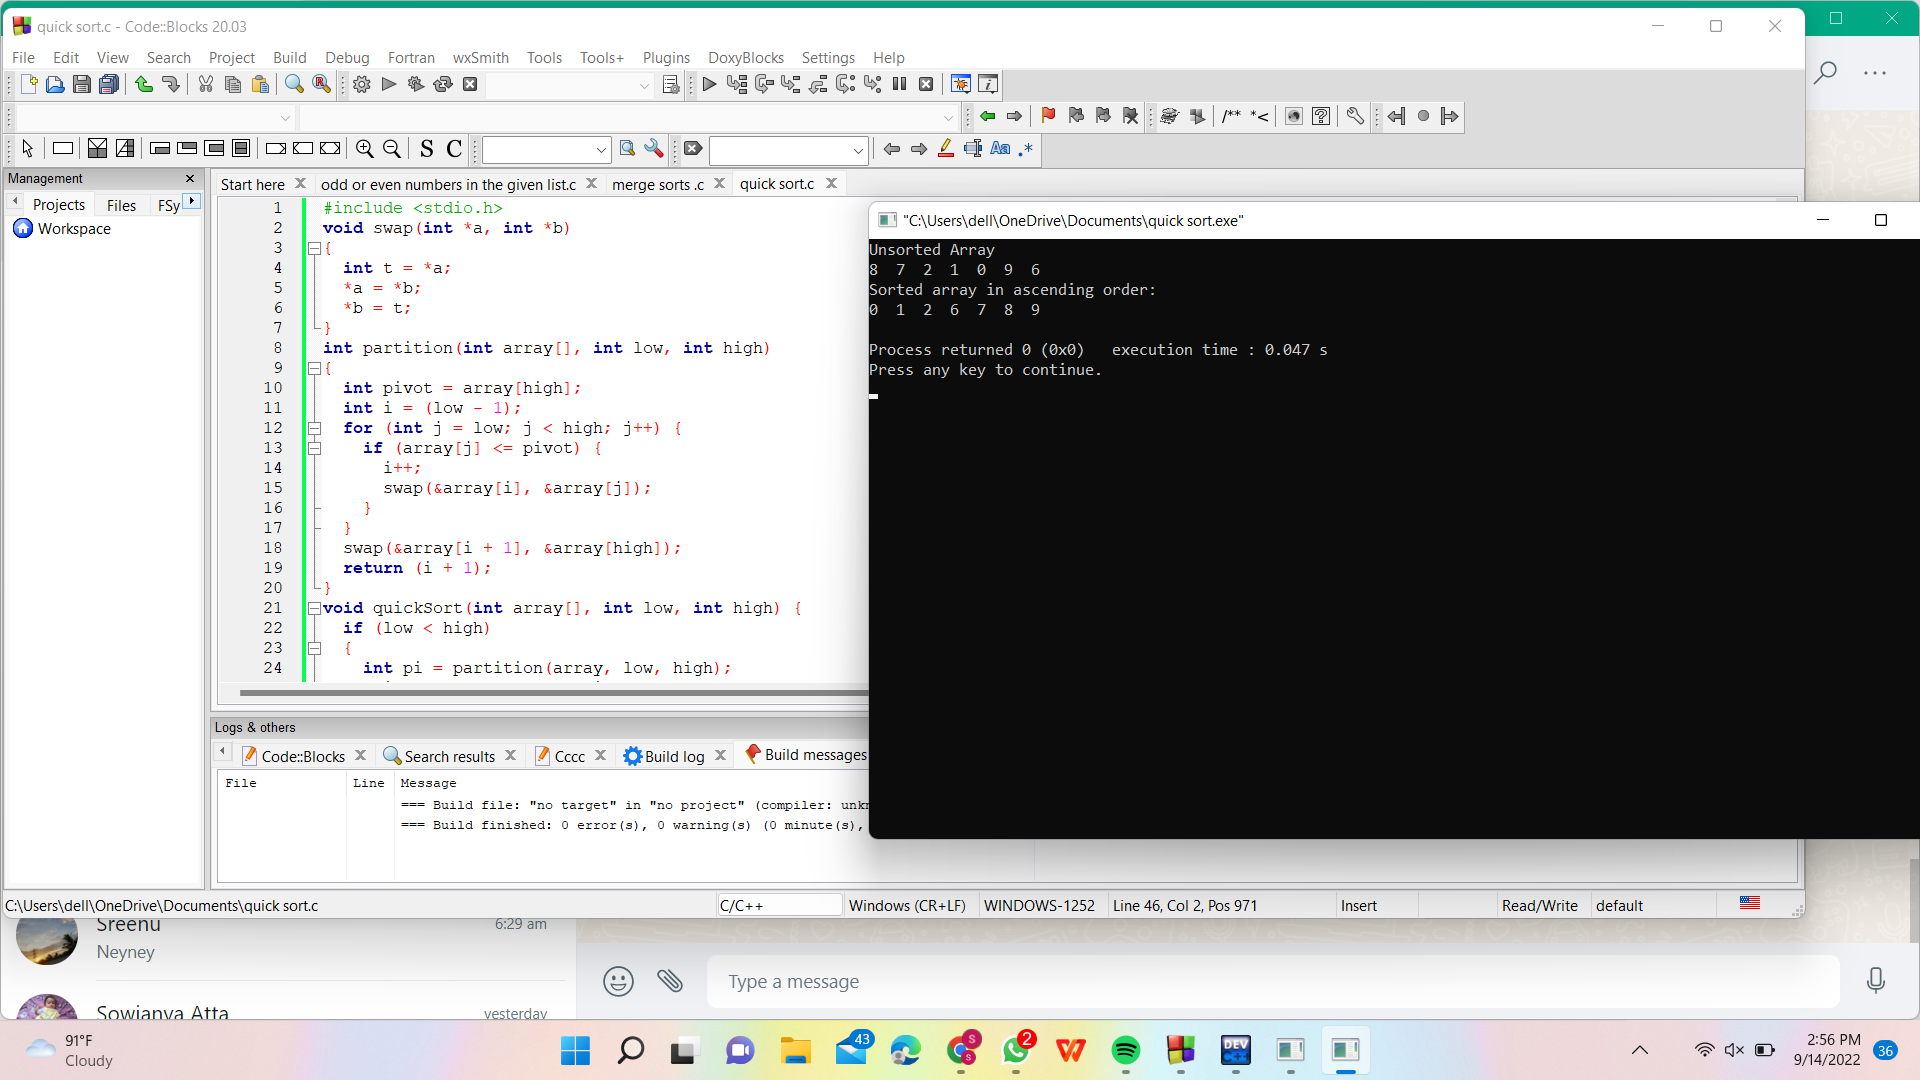 quick sort.c - Code::Blocks 20.03
File Edit View Search Project Build Debug Fortran wxSmith Tools Tools+ Plugins DoxyBlocks Settings Help
/** *<
S C
Aa .*
Management
Start here odd or even numbers in the given list.c merge sorts .c quick sort.c
Projects Files FSy
Workspace
1 #include <stdio.h>
2 void swap(int *a, int *b)
3 {
4 int t = *a;
5 *a = *b;
6 *b = t;
7 }
8 int partition(int array[], int low, int high)
9 {
10 int pivot = array[high];
11 int i = (low - 1);
12 for (int j = low; j < high; j++) {
13 if (array[j] <= pivot) {
14 i++;
15 swap(&array[i], &array[j]);
16 }
17 }
18 swap(&array[i + 1], &array[high]);
19 return (i + 1);
20 }
21 void quickSort(int array[], int low, int high) {
22 if (low < high)
23 {
24 int pi = partition(array, low, high);
"C:\Users\dell\OneDrive\Documents\quick sort.exe"
Unsorted Array
8 7 2 1 0 9 6
Sorted array in ascending order:
0 1 2 6 7 8 9
Process returned 0 (0x0) execution time : 0.047 s
Press any key to continue.
Logs & others
Code::Blocks Search results Cccc Build log Build messages
File Line Message
=== Build file: "no target" in "no project" (compiler:
=== Build finished: 0 error(s), 0 warning(s) (0 minute(s),
C:\Users\dell\OneDrive\Documents\quick sort.c C/C++ Windows (CR+LF) WINDOWS-1252 Line 46, Col 2, Pos 971 Insert Read/Write default
Sreenu 6:29 am
Neyney
Sowjanya Atta yesterday
Type a message
91°F
Cloudy
43
S
S
2
DEV
C++
2:56 PM
9/14/2022
36